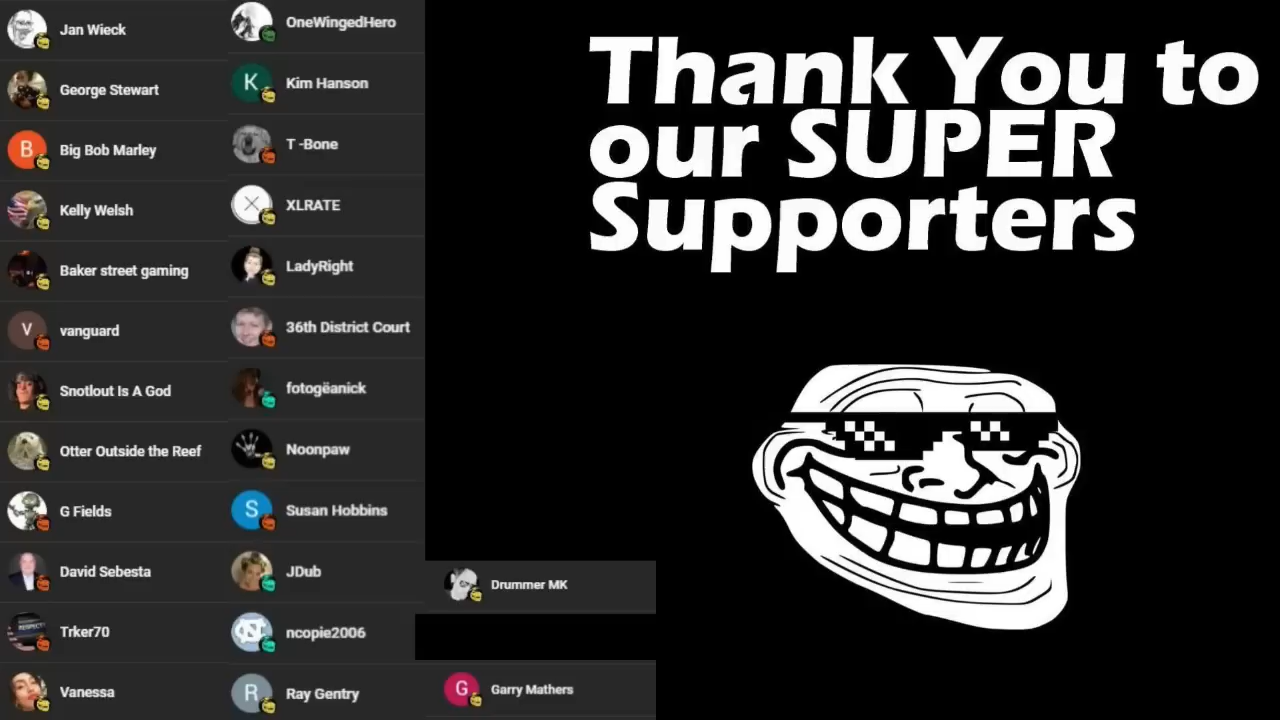 Jan Wieck
George Stewart
B Big Bob Marley
Kelly Welsh
Baker street gaming
V vanguard
Snotlout Is A God
Otter Outside the Reef
G Fields
David Sebesta
Trker70
Vanessa
OneWingedHero
K Kim Hanson
T -Bone
XLRATE
LadyRight
36th District Court
fotogëanick
Noonpaw
S Susan Hobbins
JDub
ncopie2006
R Ray Gentry
Drummer MK
G Garry Mathers
Thank You to
our SUPER
Supporters